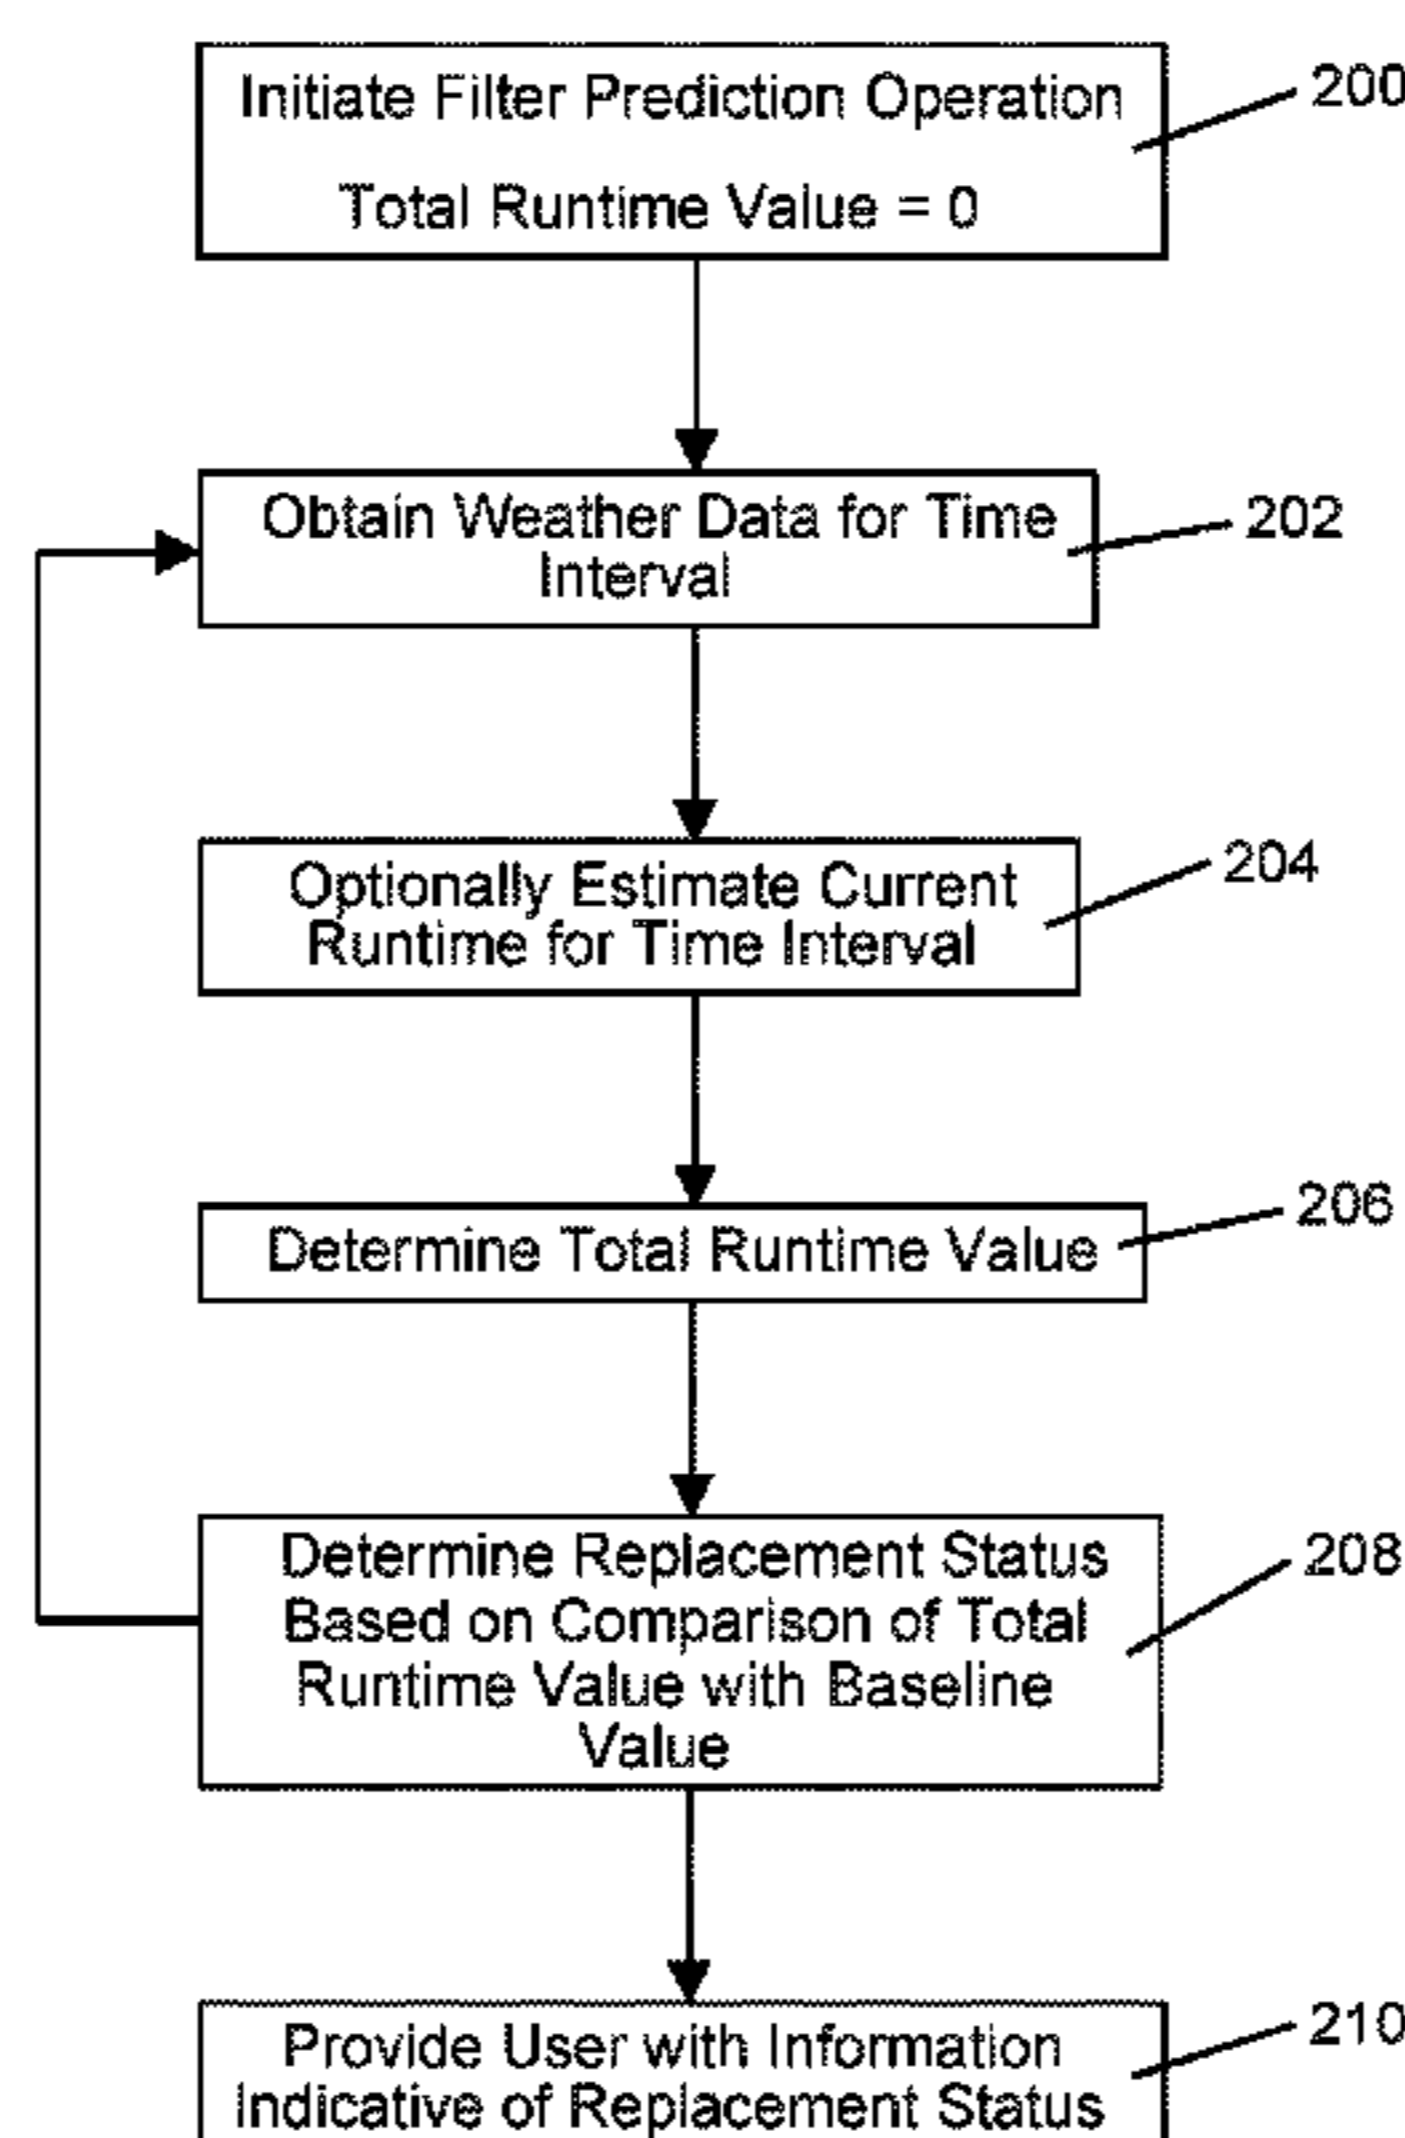 Initiate Filter Prediction Operation
Total Runtime Value = 0
200
Obtain Weather Data for Time
Interval
202
Optionally Estimate Current
Runtime for Time Interval
204
Determine Total Runtime Value
206
Determine Replacement Status
Based on Comparison of Total
Runtime Value with Baseline
Value
208
Provide User with Information
Indicative of Replacement Status
210